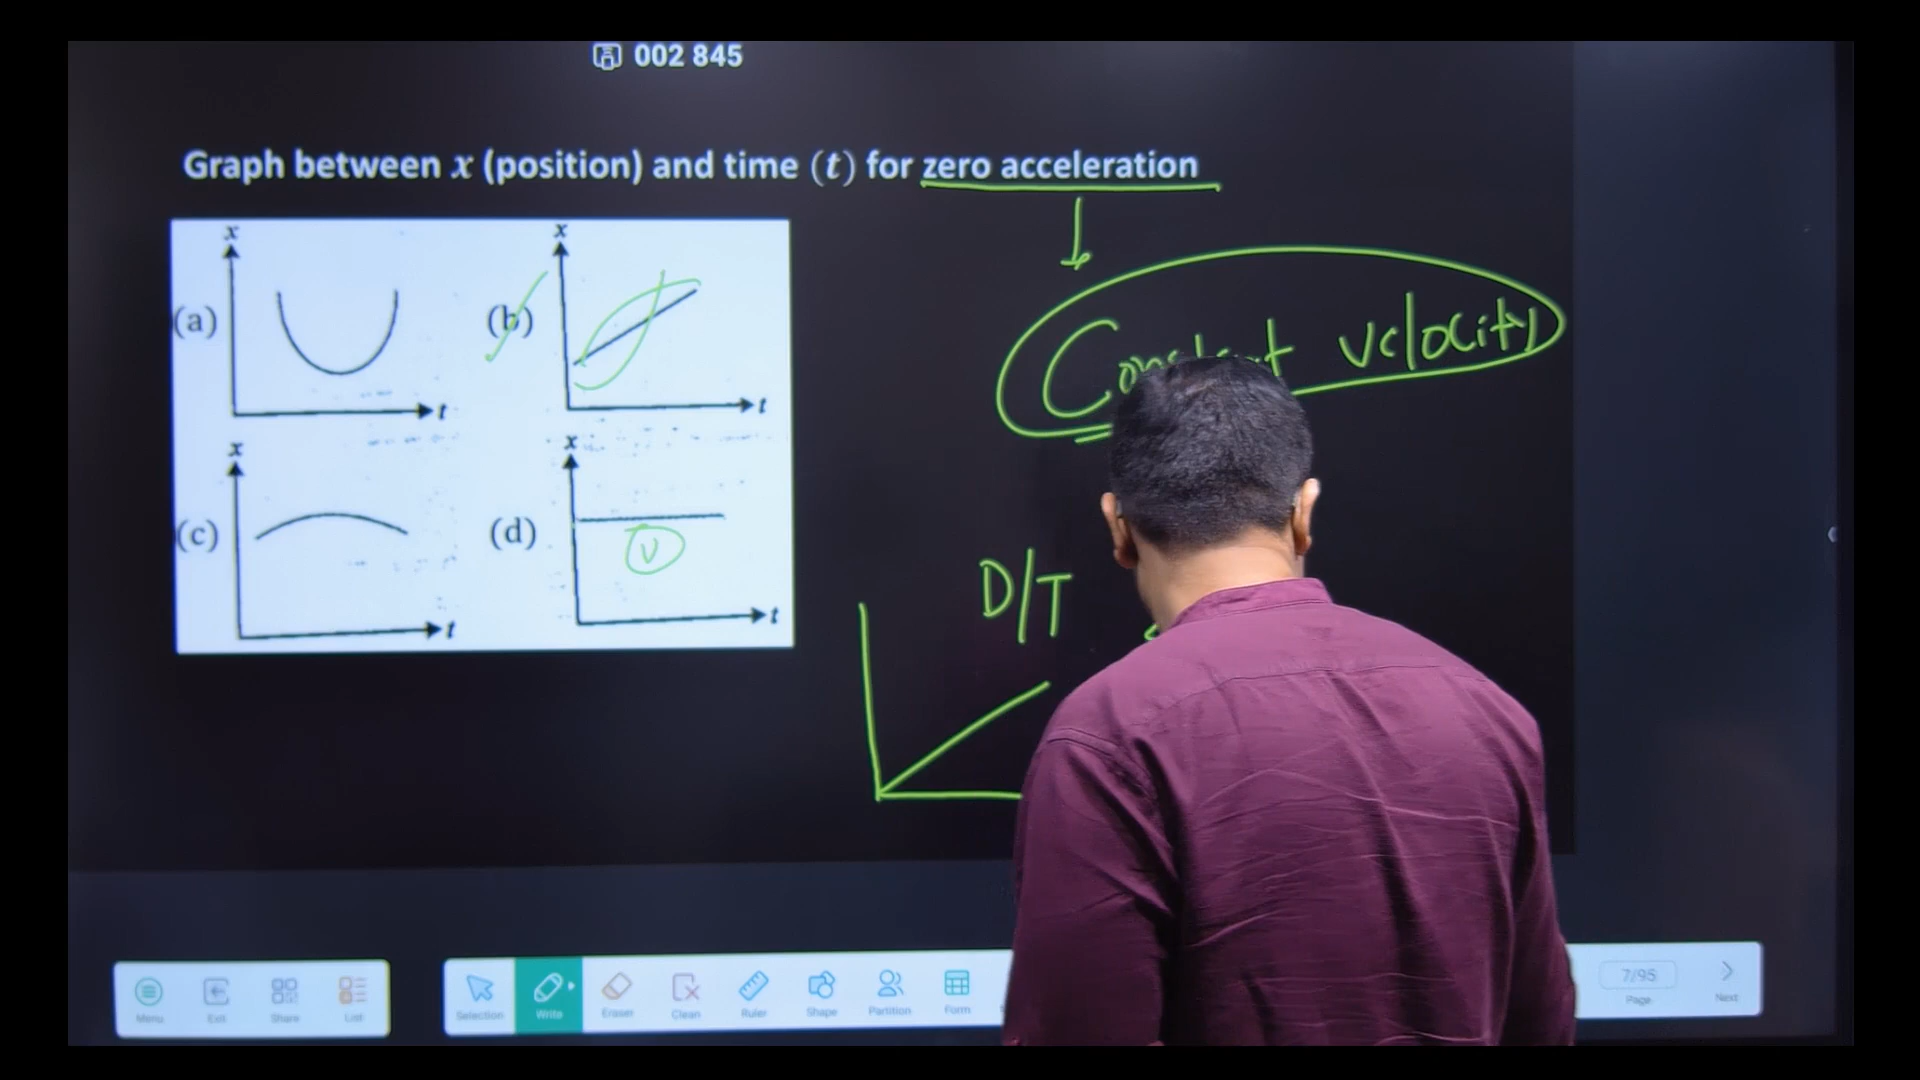 002 845
Graph between x (position) and time (t) for zero acceleration
x
(a)
t
x
(b)
t
x
(c)
t
x
(d)
V
t
velocity
D/T
Menu
Exit
Share
List
Selection
Write
Eraser
Clean
Ruler
Shape
Partition
Form
7/95
Page
Next